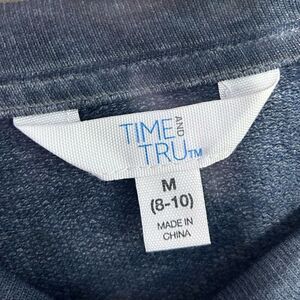 TIME AND
TRU™
M
(8-10)
MADE IN
CHINA